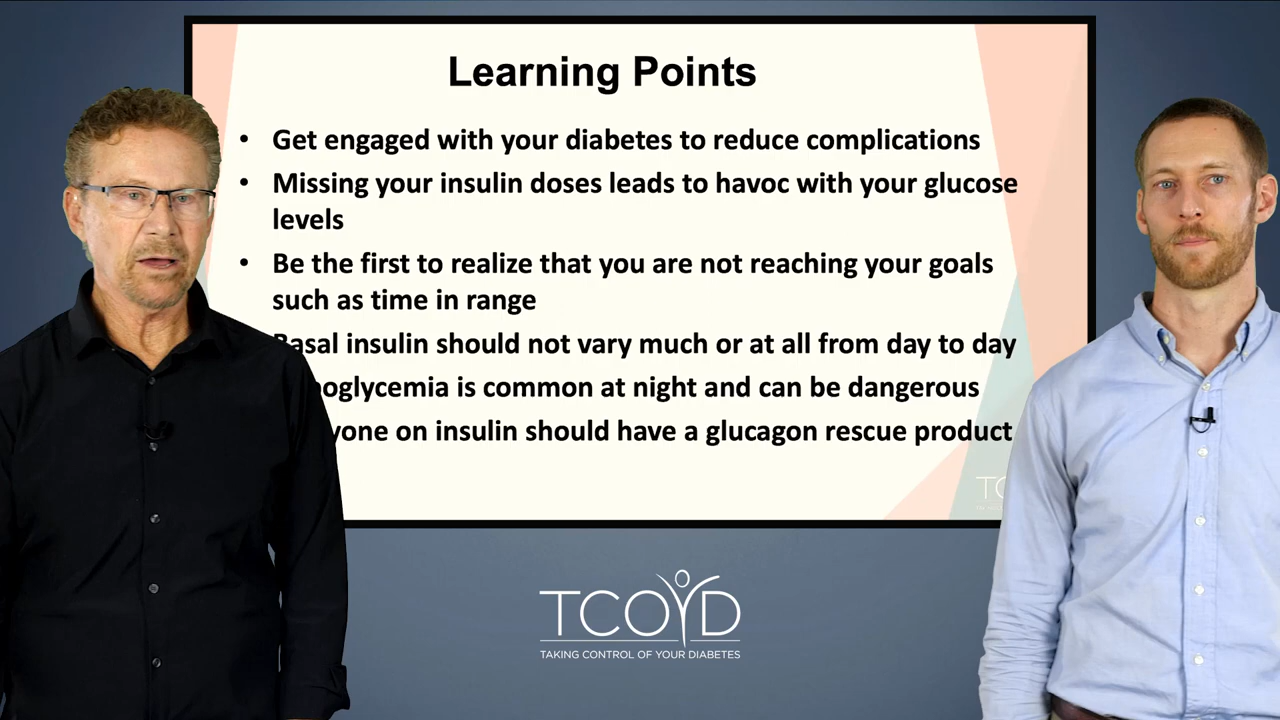 Learning Points
• Get engaged with your diabetes to reduce complications
• Missing your insulin doses leads to havoc with your glucose
levels
• Be the first to realize that you are not reaching your goals
such as time in range
Basal insulin should not vary much or at all from day to day
oglycemia is common at night and can be dangerous
yone on insulin should have a glucagon rescue product
TCOYD
TAKING CONTROL OF YOUR DIABETES